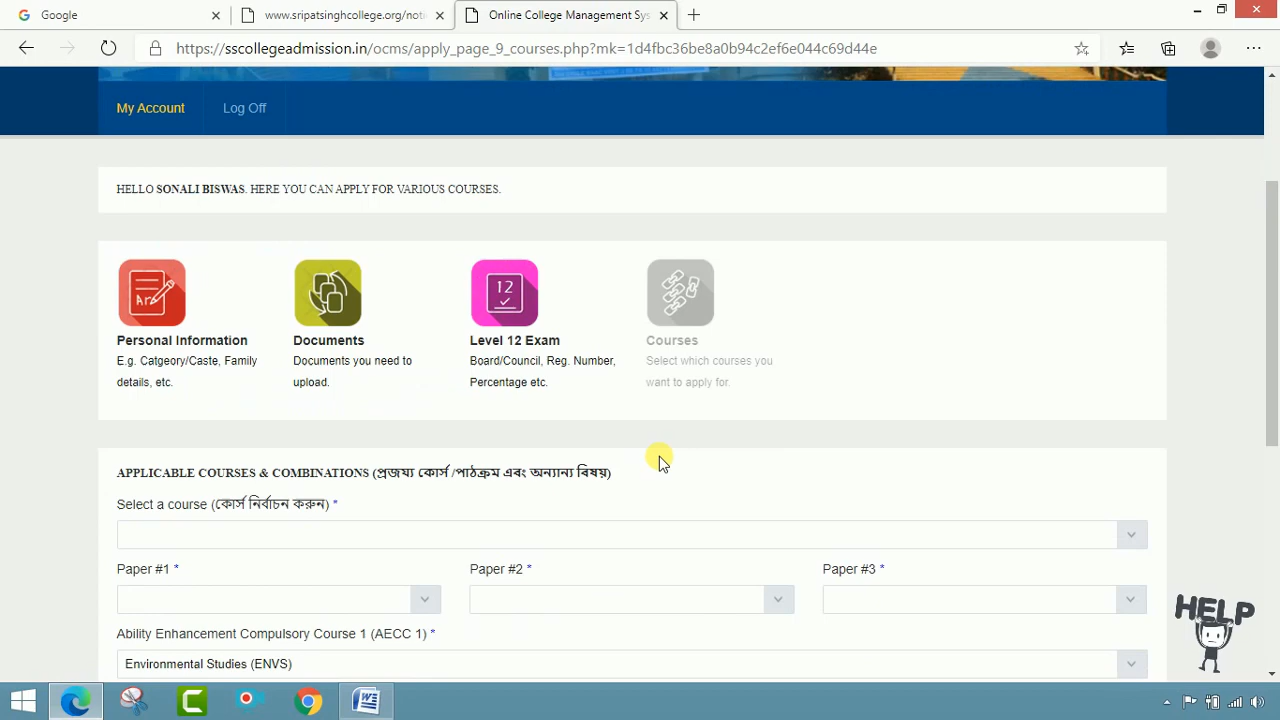 Google
www.sripatsinghcollege.org/note
Online College Management Sys
https://sscollegeadmission.in/ocms/apply_page_9_courses.php?mk=1d4fbc36be8a0b94c2ef6e044c69d44e
My Account
Log Off
HELLO SONALI BISWAS. HERE YOU CAN APPLY FOR VARIOUS COURSES.
12
Personal Information
E.g. Catgeory/Caste, Family
details, etc.
Documents
Documents you need to
upload.
Level 12 Exam
Board/Council, Reg. Number,
Percentage etc.
Courses
Select which courses you
want to apply for.
APPLICABLE COURSES & COMBINATIONS (প্রজয্য কোর্স /পাঠক্রম এবং অন্যান্য বিষয়)
Select a course (কোর্স নির্বাচন করুন) *
Paper #1 *
Paper #2 *
Paper #3 *
Ability Enhancement Compulsory Course 1 (AECC 1) *
Environmental Studies (ENVS)
HELP